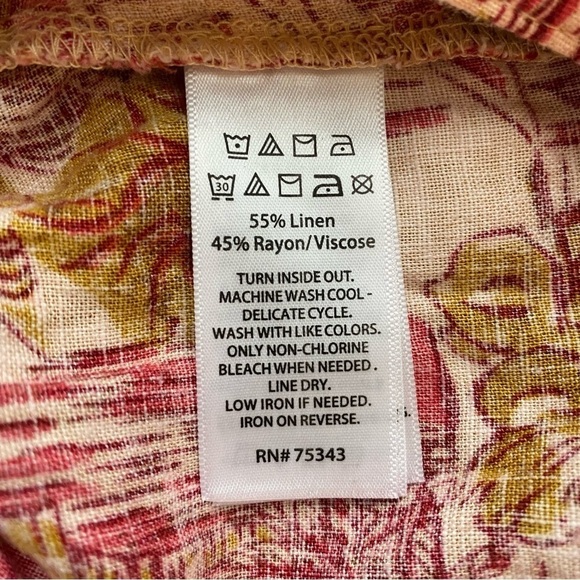 30
55% Linen
45% Rayon/Viscose
TURN INSIDE OUT.
MACHINE WASH COOL -
DELICATE CYCLE.
WASH WITH LIKE COLORS.
ONLY NON-CHLORINE
BLEACH WHEN NEEDED.
LINE DRY.
LOW IRON IF NEEDED.
IRON ON REVERSE.
RN# 75343